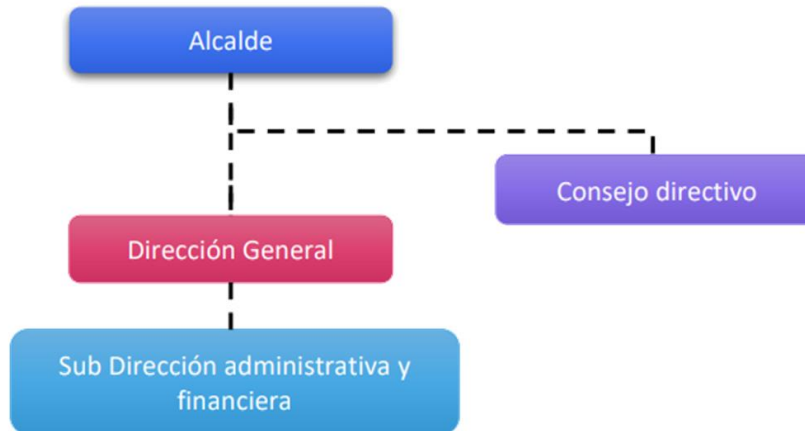 Alcalde
Consejo directivo
Dirección General
Sub Dirección administrativa y
financiera